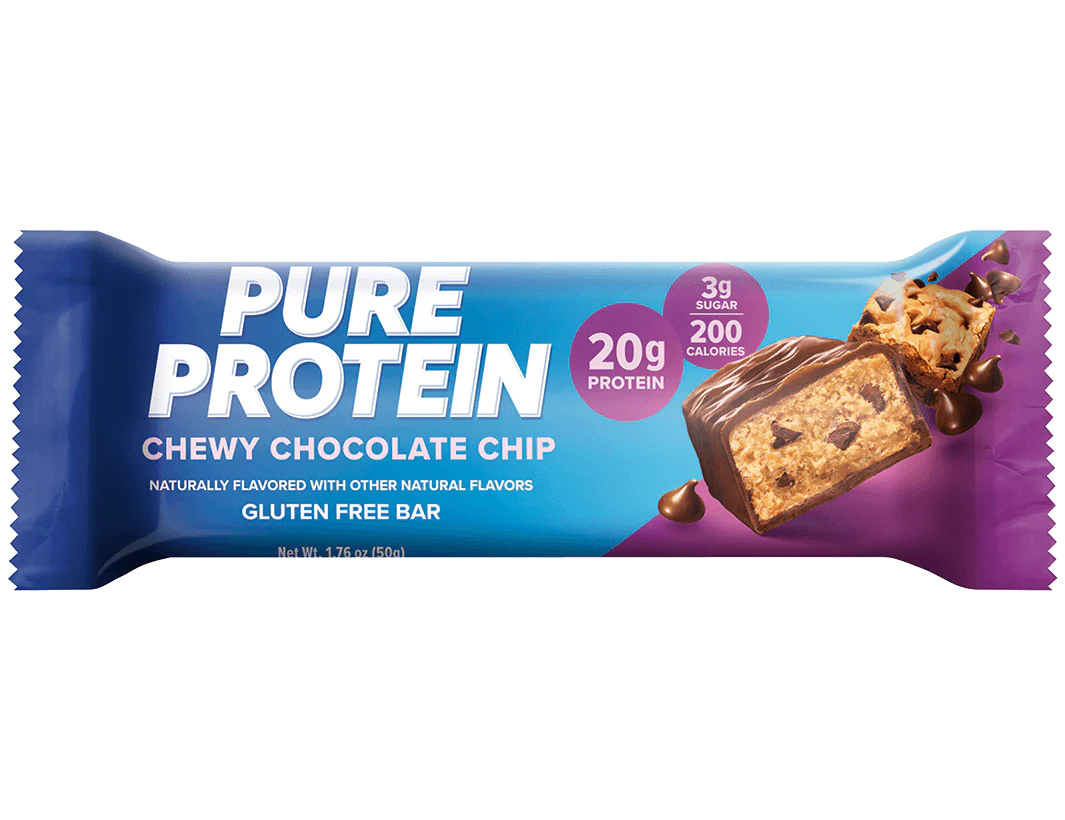 PURE
PROTEIN
CHEWY CHOCOLATE CHIP
NATURALLY FLAVORED WITH OTHER NATURAL FLAVORS
GLUTEN FREE BAR
Net Wt. 1.76 oz (50g)
20g
PROTEIN
3g
SUGAR
200
CALORIES